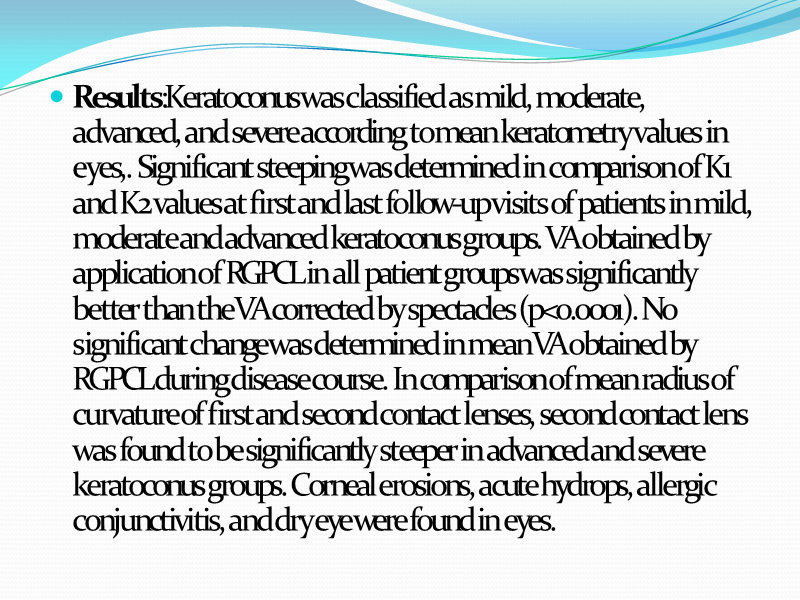 • Results:Keratoconus was classified as mild, moderate,
advanced, and severe according to mean keratometry values in
eyes,. Significant steeping was determined in comparison of K1
and K2 values at first and last follow-up visits of patients in mild,
moderate and advanced keratoconus groups. VA obtained by
application of RGPCL in all patient groups was significantly
better than the VA corrected by spectacles (p<0.0001). No
significant change was determined in mean VA obtained by
RGPCL during disease course. In comparison of mean radius of
curvature of first and second contact lenses, second contact lens
was found to be significantly steeper in advanced and severe
keratoconus groups. Corneal erosions, acute hydrops, allergic
conjunctivitis, and dry eye were found in eyes.